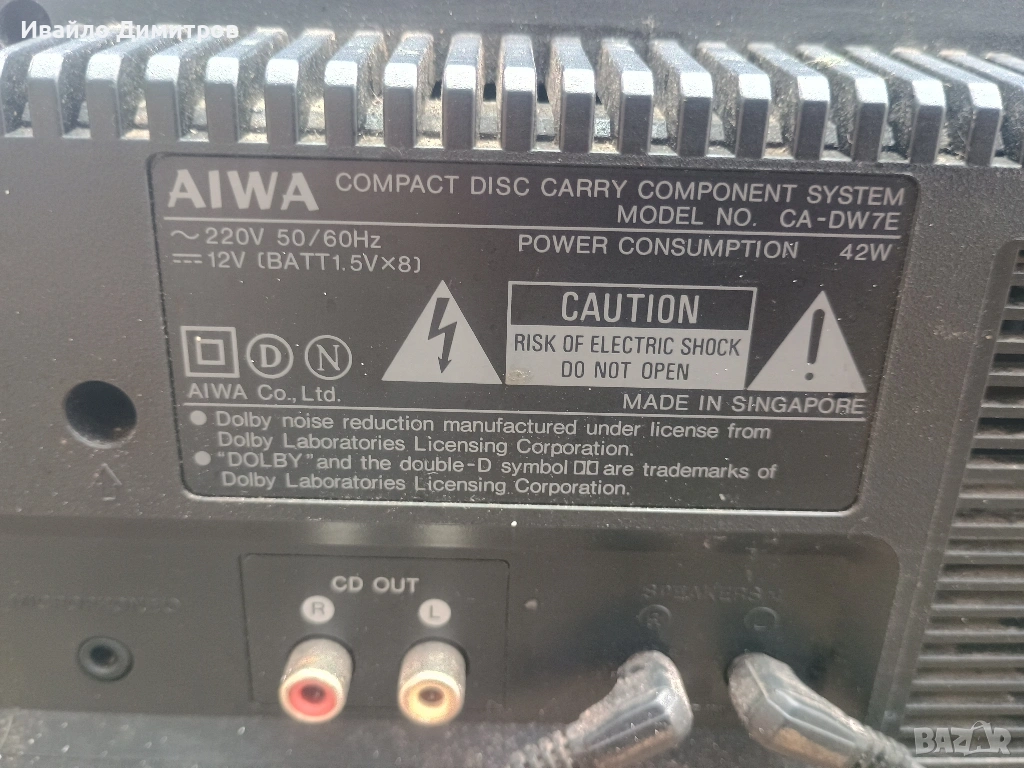 Ивайло Димитров
AIWA COMPACT DISC CARRY COMPONENT SYSTEM
MODEL NO. CA-DW7E
~ 220V 50/60Hz POWER CONSUMPTION 42W
⎓ 12V (BATT1.5V×8)
CAUTION
RISK OF ELECTRIC SHOCK
DO NOT OPEN
D N
AIWA Co., Ltd. MADE IN SINGAPORE
● Dolby noise reduction manufactured under license from
Dolby Laboratories Licensing Corporation.
● "DOLBY" and the double-D symbol are trademarks of
Dolby Laboratories Licensing Corporation.
CD OUT
R L
SPEAKERS
R
BAZAR